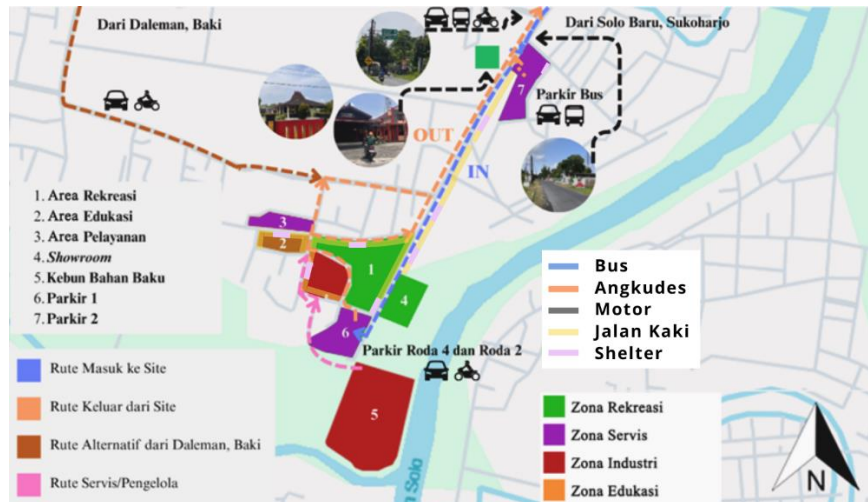 Dari Daleman, Baki
Dari Solo Baru, Sukoharjo
7
Parkir Bus
OUT
IN
1. Area Rekreasi
2. Area Edukasi
3. Area Pelayanan
4. Showroom
5. Kebun Bahan Baku
6. Parkir 1
7. Parkir 2
3
2
1
4
6
Parkir Roda 4 dan Roda 2
5
Solo
Bus
Angkudes
Motor
Jalan Kaki
Shelter
Rute Masuk ke Site
Rute Keluar dari Site
Rute Alternatif dari Daleman, Baki
Rute Servis/Pengelola
Zona Rekreasi
Zona Servis
Zona Industri
Zona Edukasi
N